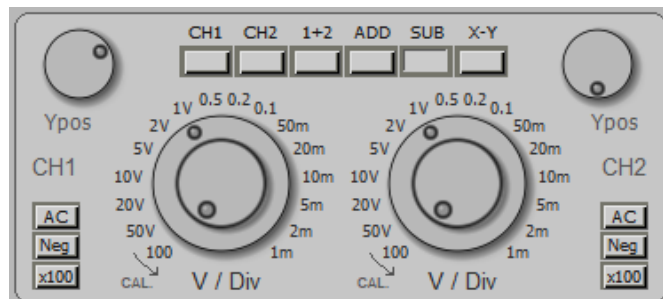 CH1 CH2 1+2 ADD SUB X-Y
Ypos
Ypos
CH1
CH2
1V 0.5 0.2 0.1
2V 50m
5V 20m
10V 10m
20V 5m
50V 2m
100 1m
CAL. V / Div
1V 0.5 0.2 0.1
2V 50m
5V 20m
10V 10m
20V 5m
50V 2m
100 1m
CAL. V / Div
AC
Neg
x100
AC
Neg
x100